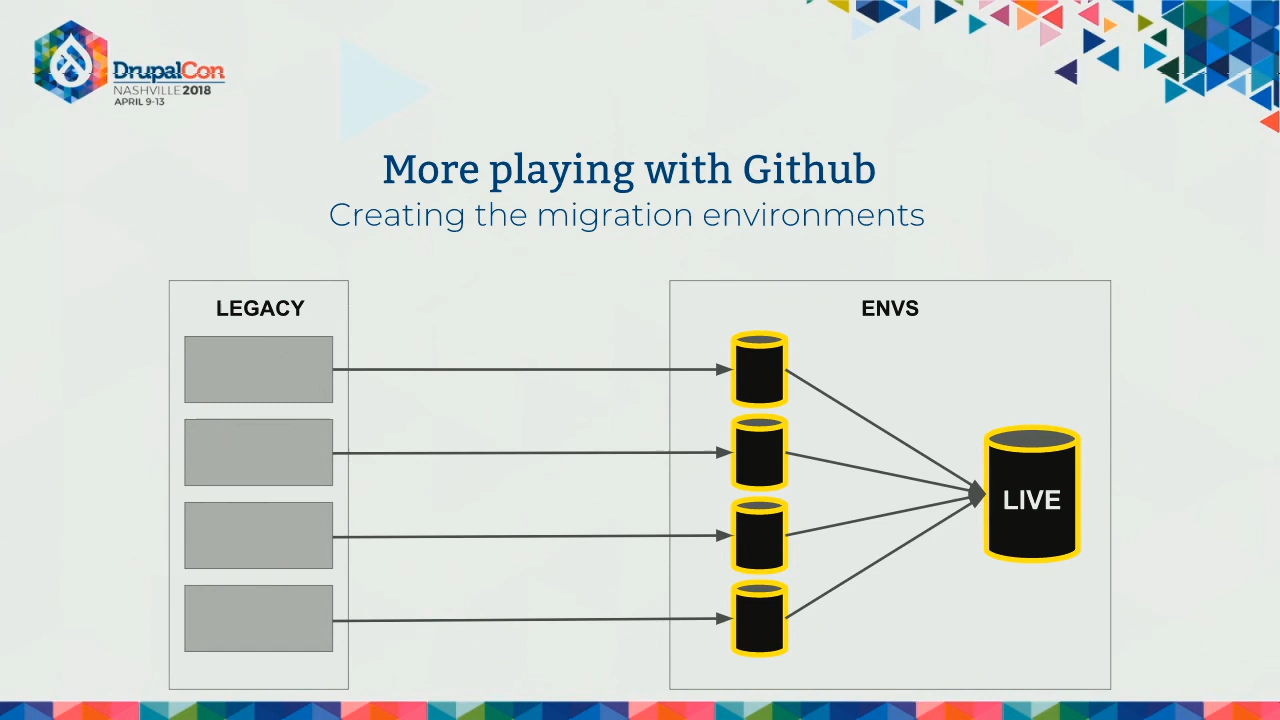 DrupalCon
NASHVILLE 2018
APRIL 9-13
More playing with Github
Creating the migration environments
LEGACY
ENVS
LIVE